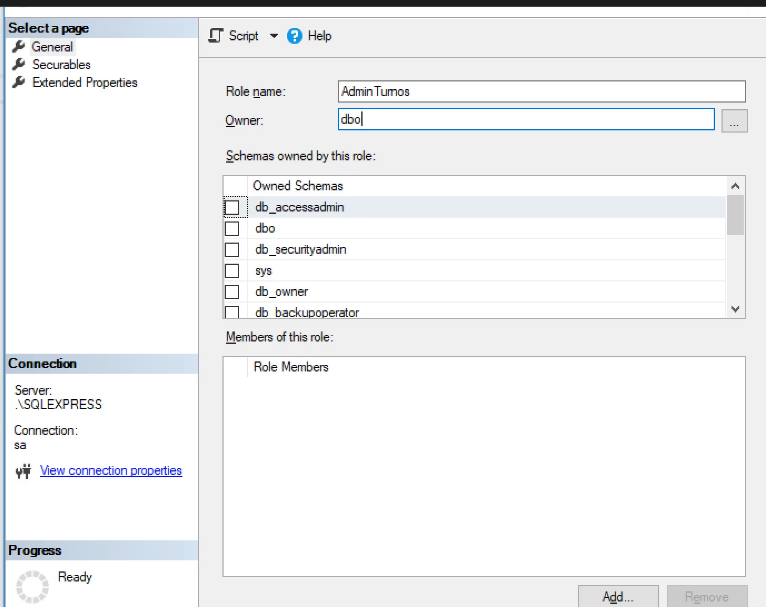 Select a page
General
Securables
Extended Properties
Script
Help
Role name:
AdminTurnos
Owner:
dbo
...
Schemas owned by this role:
Owned Schemas
db_accessadmin
dbo
db_securityadmin
sys
db_owner
db_backupoperator
Members of this role:
Role Members
Connection
Server:
.\SQLEXPRESS
Connection:
sa
View connection properties
Progress
Ready
Add...
Remove